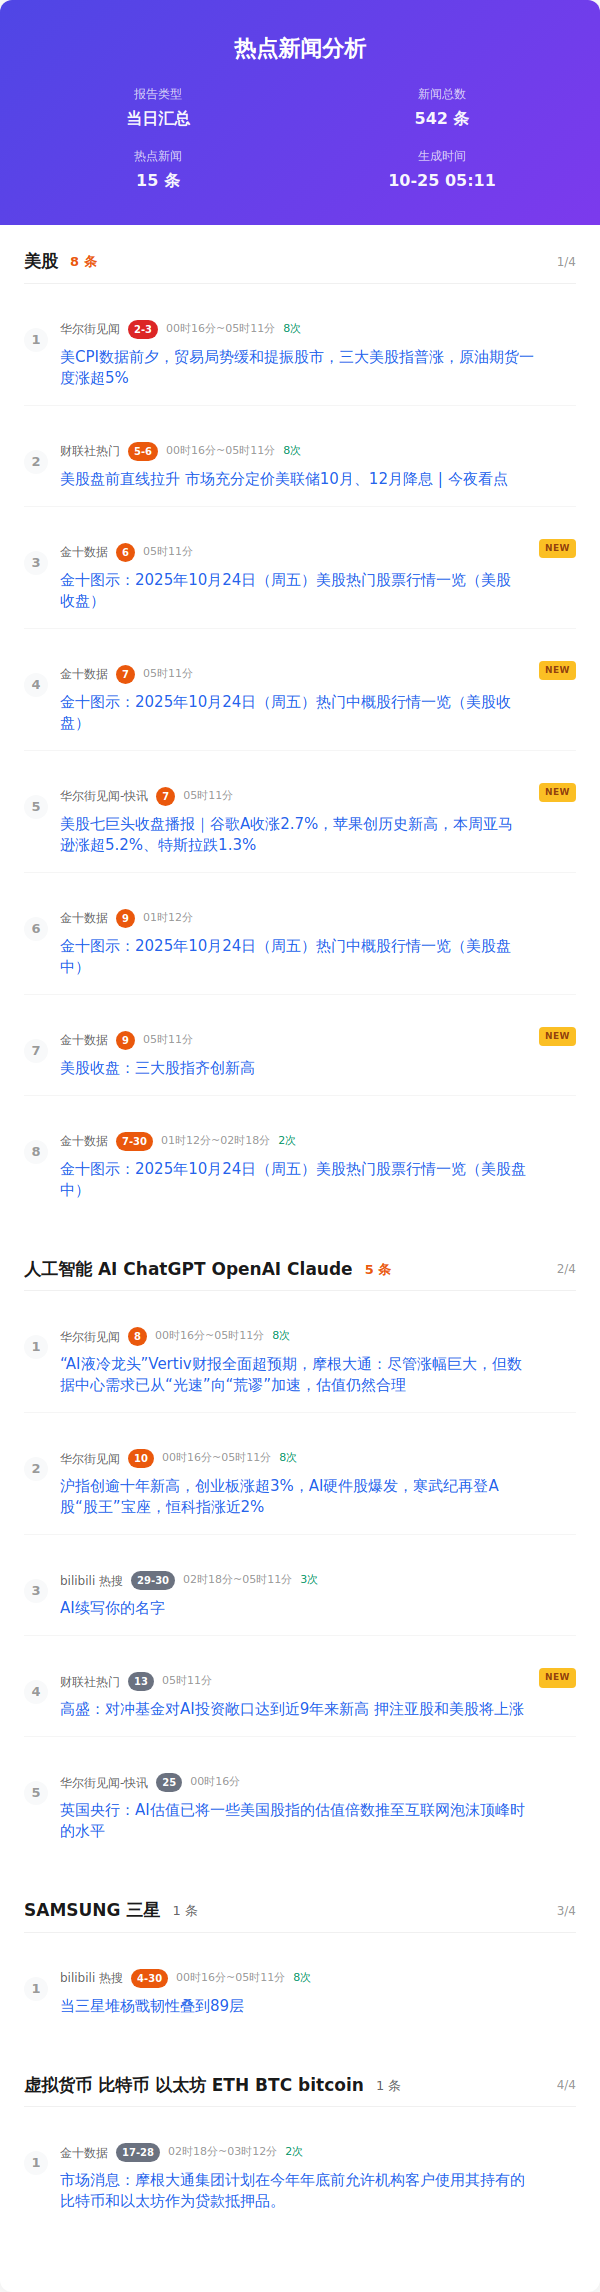 热点新闻分析
报告类型
新闻总数
当日汇总
542 条
热点新闻
生成时间
15 条
10-25 05:11
美股 8 条 1/4
1
华尔街见闻 2-3 00时16分~05时11分 8次
美CPI数据前夕，贸易局势缓和提振股市，三大美股指普涨，原油期货一
度涨超5%
2
财联社热门 5-6 00时16分~05时11分 8次
美股盘前直线拉升 市场充分定价美联储10月、12月降息 | 今夜看点
3
金十数据 6 05时11分 NEW
金十图示：2025年10月24日（周五）美股热门股票行情一览（美股
收盘）
4
金十数据 7 05时11分 NEW
金十图示：2025年10月24日（周五）热门中概股行情一览（美股收
盘）
5
华尔街见闻-快讯 7 05时11分 NEW
美股七巨头收盘播报｜谷歌A收涨2.7%，苹果创历史新高，本周亚马
逊涨超5.2%、特斯拉跌1.3%
6
金十数据 9 01时12分
金十图示：2025年10月24日（周五）热门中概股行情一览（美股盘
中）
7
金十数据 9 05时11分 NEW
美股收盘：三大股指齐创新高
8
金十数据 7-30 01时12分~02时18分 2次
金十图示：2025年10月24日（周五）美股热门股票行情一览（美股盘
中）
人工智能 AI ChatGPT OpenAI Claude 5 条 2/4
1
华尔街见闻 8 00时16分~05时11分 8次
“AI液冷龙头”Vertiv财报全面超预期，摩根大通：尽管涨幅巨大，但数
据中心需求已从“光速”向“荒谬”加速，估值仍然合理
2
华尔街见闻 10 00时16分~05时11分 8次
沪指创逾十年新高，创业板涨超3%，AI硬件股爆发，寒武纪再登A
股“股王”宝座，恒科指涨近2%
3
bilibili 热搜 29-30 02时18分~05时11分 3次
AI续写你的名字
4
财联社热门 13 05时11分 NEW
高盛：对冲基金对AI投资敞口达到近9年来新高 押注亚股和美股将上涨
5
华尔街见闻-快讯 25 00时16分
英国央行：AI估值已将一些美国股指的估值倍数推至互联网泡沫顶峰时
的水平
SAMSUNG 三星 1 条 3/4
1
bilibili 热搜 4-30 00时16分~05时11分 8次
当三星堆杨戬韧性叠到89层
虚拟货币 比特币 以太坊 ETH BTC bitcoin 1 条 4/4
1
金十数据 17-28 02时18分~03时12分 2次
市场消息：摩根大通集团计划在今年年底前允许机构客户使用其持有的
比特币和以太坊作为贷款抵押品。